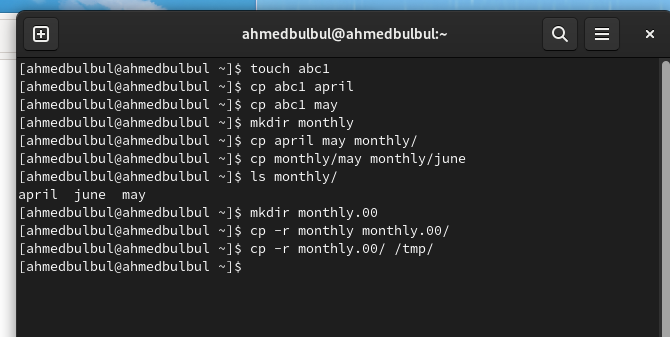 ahmedbulbul@ahmedbulbul:~
[ahmedbulbul@ahmedbulbul ~]$ touch abc1
[ahmedbulbul@ahmedbulbul ~]$ cp abc1 april
[ahmedbulbul@ahmedbulbul ~]$ cp abc1 may
[ahmedbulbul@ahmedbulbul ~]$ mkdir monthly
[ahmedbulbul@ahmedbulbul ~]$ cp april may monthly/
[ahmedbulbul@ahmedbulbul ~]$ cp monthly/may monthly/june
[ahmedbulbul@ahmedbulbul ~]$ ls monthly/
april  june  may
[ahmedbulbul@ahmedbulbul ~]$ mkdir monthly.00
[ahmedbulbul@ahmedbulbul ~]$ cp -r monthly monthly.00/
[ahmedbulbul@ahmedbulbul ~]$ cp -r monthly.00/ /tmp/
[ahmedbulbul@ahmedbulbul ~]$